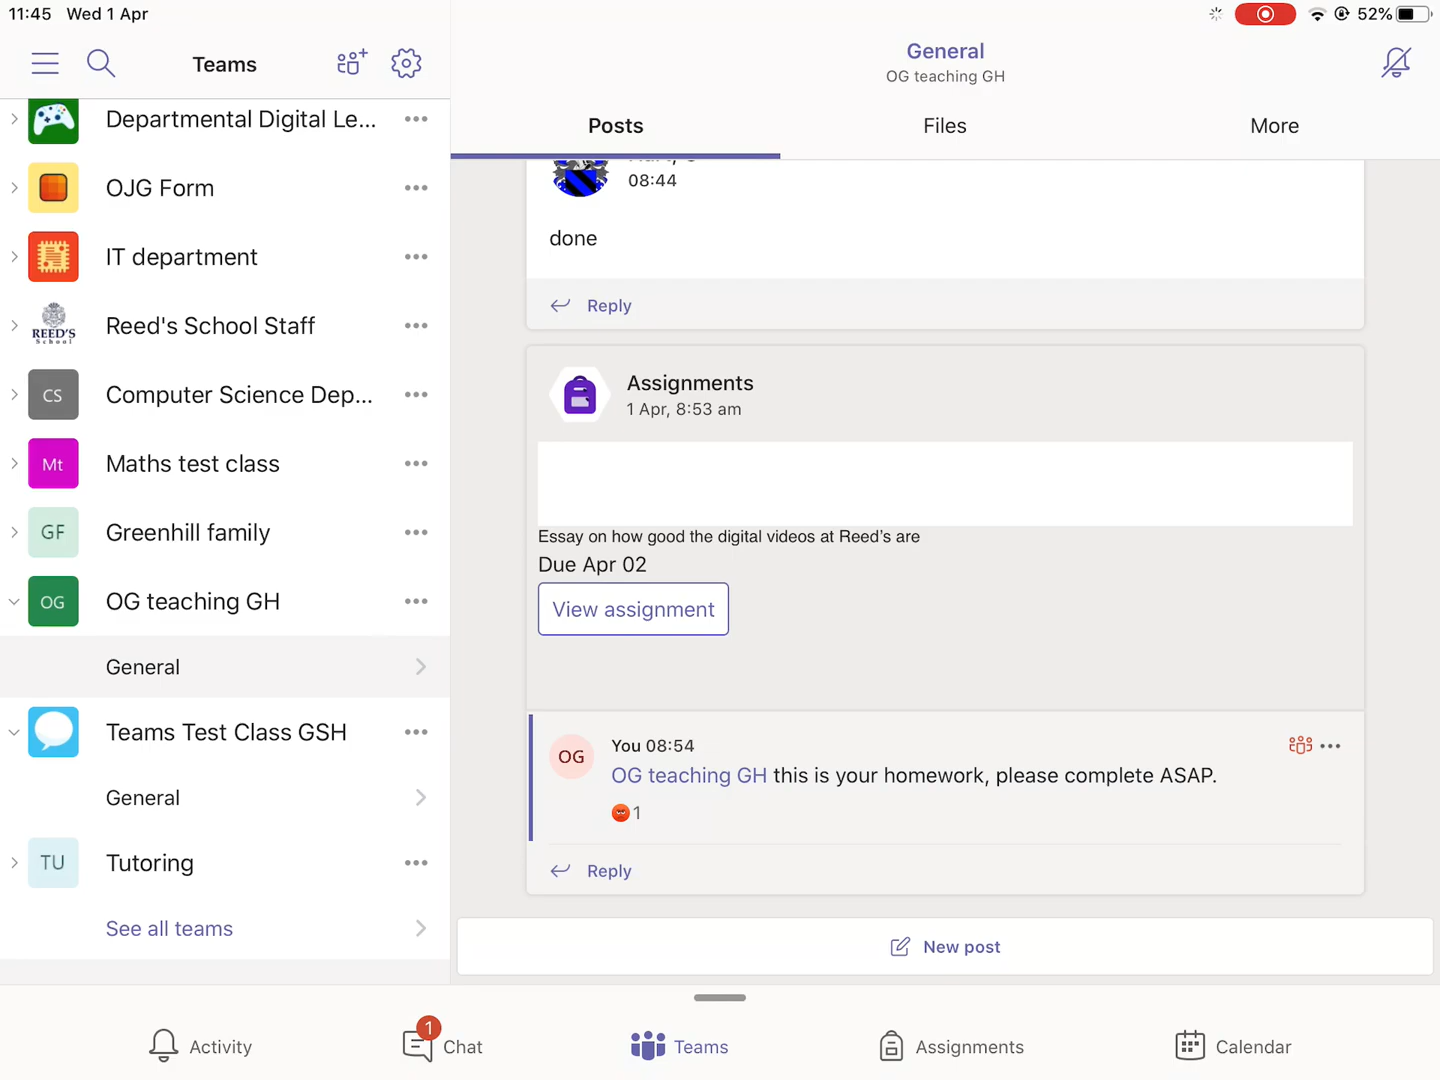 11:45 Wed 1 Apr
52%
Teams
Departmental Digital Le...
OJG Form
IT department
REED'S
School
Reed's School Staff
CS
Computer Science Dep...
Mt
Maths test class
GF
Greenhill family
OG
OG teaching GH
General
Teams Test Class GSH
General
TU
Tutoring
See all teams
General
OG teaching GH
Posts
Files
More
08:44
done
Reply
Assignments
1 Apr, 8:53 am
Essay on how good the digital videos at Reed's are
Due Apr 02
View assignment
OG
You 08:54
OG teaching GH this is your homework, please complete ASAP.
1
Reply
New post
Activity
1
Chat
Teams
Assignments
Calendar